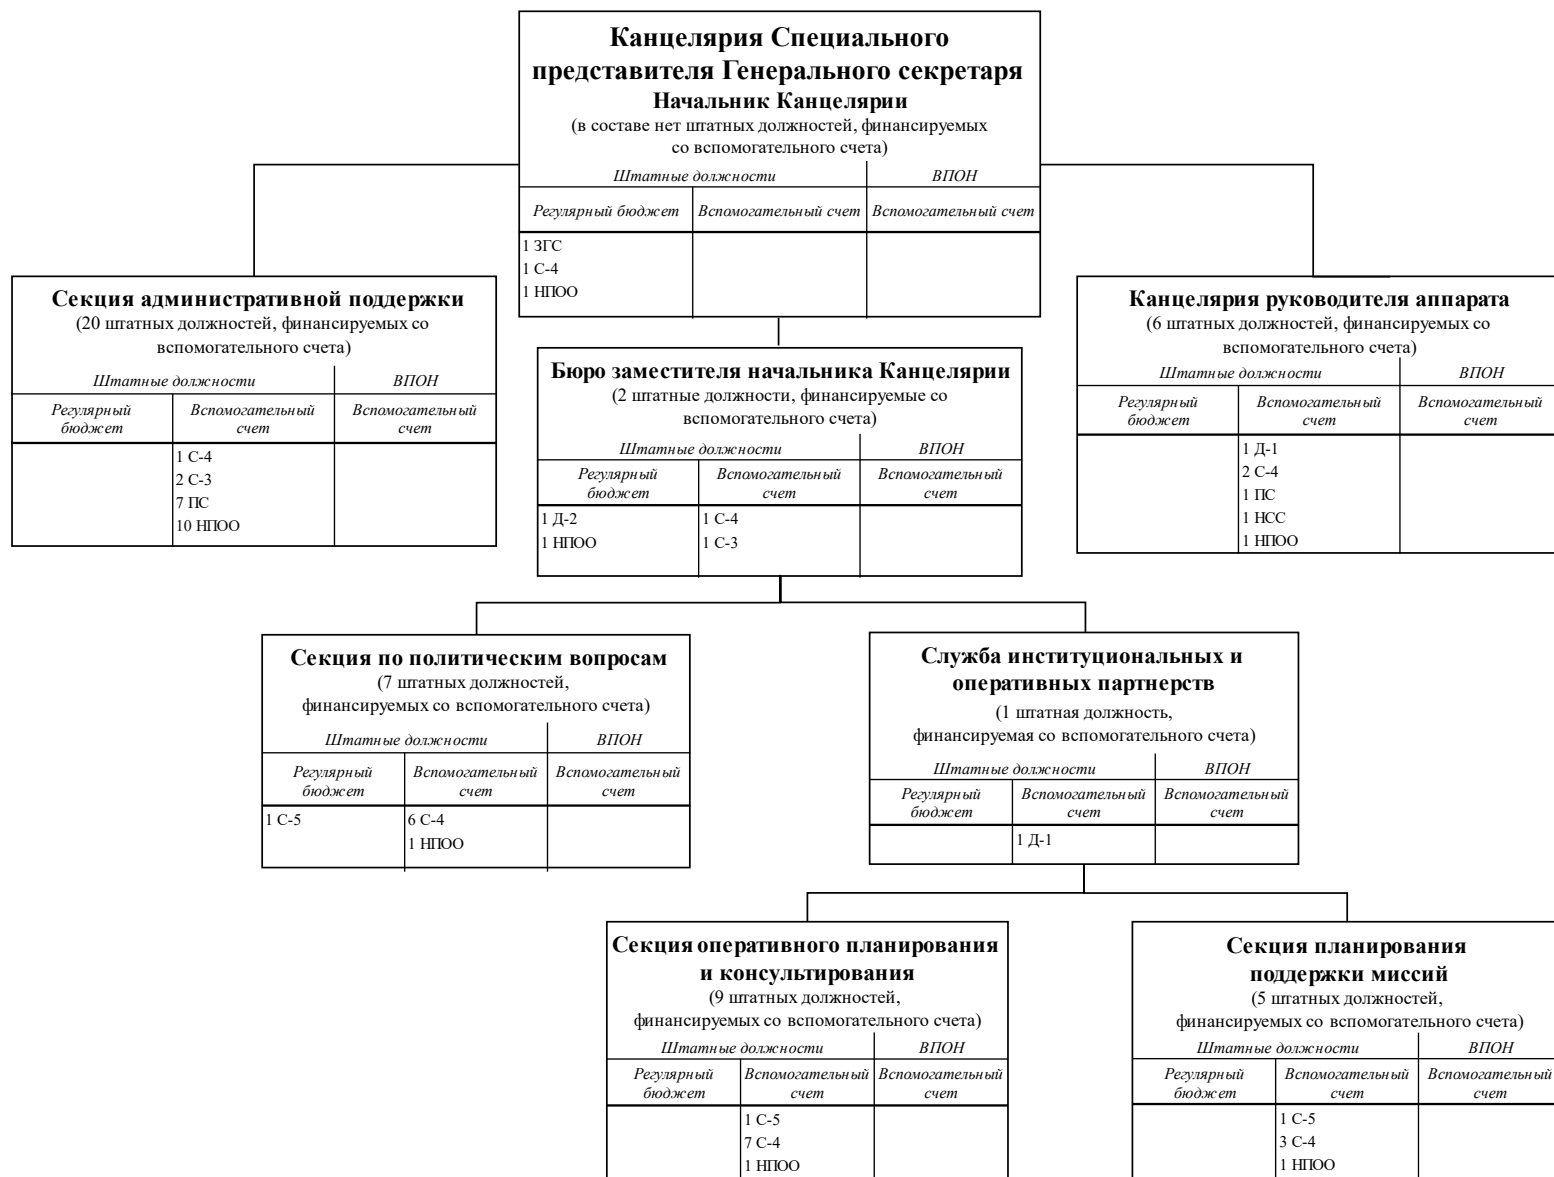 Канцелярия Специального
представителя Генерального секретаря
Начальник Канцелярии
(в составе нет штатных должностей, финансируемых
со вспомогательного счета)
Штатные должности ВПОН
Регулярный бюджет Вспомогательный счет Вспомогательный счет
1 ЗГС
1 С-4
1 НПОО
Секция административной поддержки
(20 штатных должностей, финансируемых со
вспомогательного счета)
Штатные должности ВПОН
Регулярный
бюджет
Вспомогательный
счет
Вспомогательный
счет
1 С-4
2 С-3
7 ПС
10 НПОО
Бюро заместителя начальника Канцелярии
(2 штатные должности, финансируемые со
вспомогательного счета)
Штатные должности ВПОН
Регулярный
бюджет
Вспомогательный
счет
Вспомогательный
счет
1 Д-2
1 НПОО
1 С-4
1 С-3
Канцелярия руководителя аппарата
(6 штатных должностей, финансируемых со
вспомогательного счета)
Штатные должности ВПОН
Регулярный
бюджет
Вспомогательный
счет
Вспомогательный
счет
1 Д-1
2 С-4
1 ПС
1 НСС
1 НПОО
Секция по политическим вопросам
(7 штатных должностей,
финансируемых со вспомогательного счета)
Штатные должности ВПОН
Регулярный
бюджет
Вспомогательный
счет
Вспомогательный
счет
1 С-5
6 С-4
1 НПОО
Служба институциональных и
оперативных партнерств
(1 штатная должность,
финансируемая со вспомогательного счета)
Штатные должности ВПОН
Регулярный
бюджет
Вспомогательный
счет
Вспомогательный
счет
1 Д-1
Секция оперативного планирования
и консультирования
(9 штатных должностей,
финансируемых со вспомогательного счета)
Штатные должности ВПОН
Регулярный
бюджет
Вспомогательный
счет
Вспомогательный
счет
1 С-5
7 С-4
1 НПОО
Секция планирования
поддержки миссий
(5 штатных должностей,
финансируемых со вспомогательного счета)
Штатные должности ВПОН
Регулярный
бюджет
Вспомогательный
счет
Вспомогательный
счет
1 С-5
3 С-4
1 НПОО